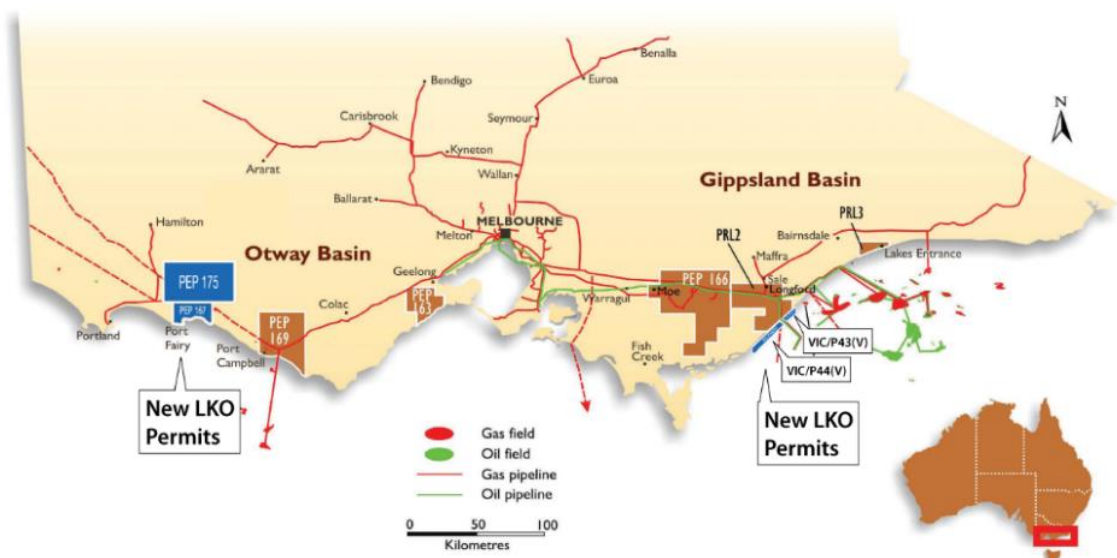 Benalla
Euroa
Bendigo
Carisbrook
Seymour
N
Kyneton
Ararat
Wallan
Gippsland Basin
Ballarat
PRL3
Hamilton
MELBOURNE
Bairnsdale
PRL2
Melton
Otway Basin
Maffra
Lakes Entrance
Geelong
Sale
PEP 175
PEP 166
Longford
Moe
Warragul
PEP 163
Colac
PEP 167
PEP 169
Portland
Port Fairy
Port Campbell
Fish Creek
VIC/P43(V)
VIC/P44(V)
New LKO
Permits
New LKO
Permits
Gas field
Oil field
Gas pipeline
Oil pipeline
0 50 100
Kilometres